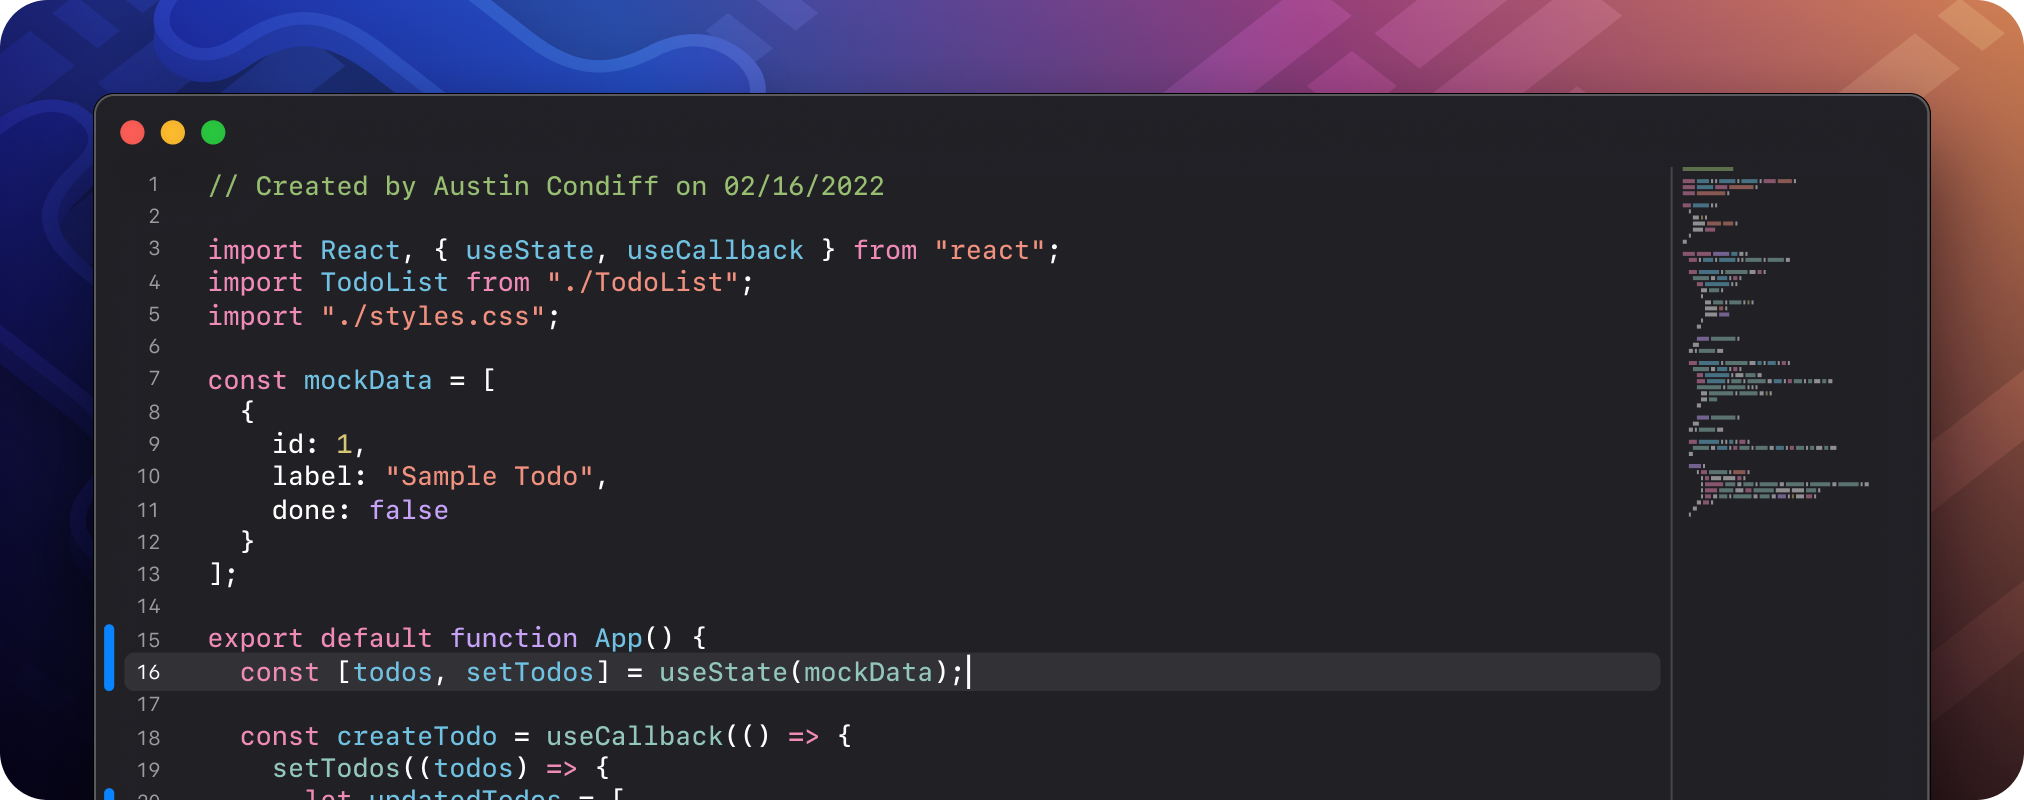 1 // Created by Austin Condiff on 02/16/2022
2
3 import React, { useState, useCallback } from "react";
4 import TodoList from "./TodoList";
5 import "./styles.css";
6
7 const mockData = [
8   {
9     id: 1,
10     label: "Sample Todo",
11     done: false
12   }
13 ];
14
15 export default function App() {
16   const [todos, setTodos] = useState(mockData);
17
18   const createTodo = useCallback(() => {
19     setTodos((todos) => {
20       let updatedTodos = [